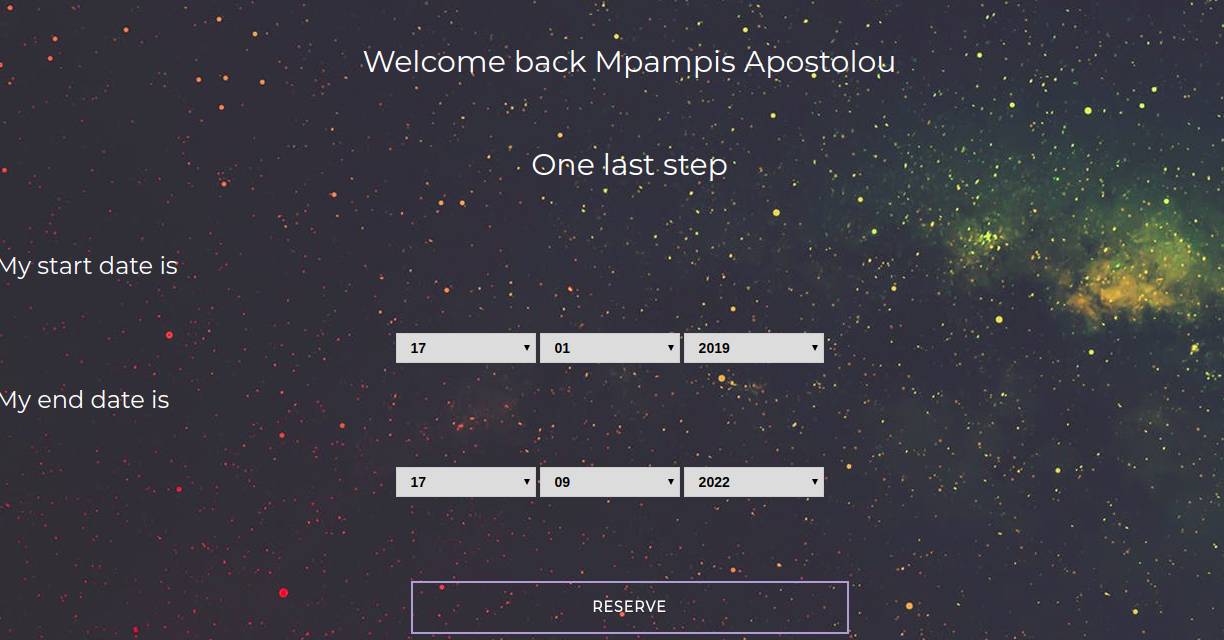 Welcome back Mpampis Apostolou
One last step
My start date is
17 01 2019
My end date is
17 09 2022
RESERVE